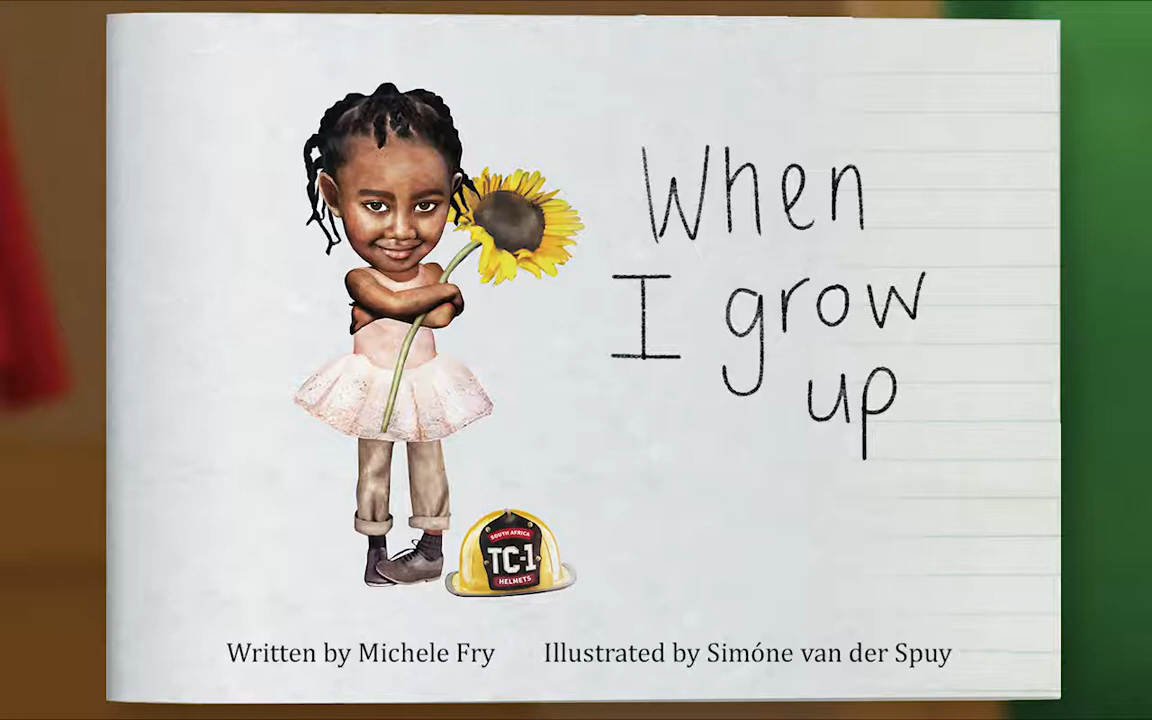 When
I grow
up
SOUTH AFRICA
TC-1
HELMETS
Written by Michele Fry
Illustrated by Simóne van der Spuy